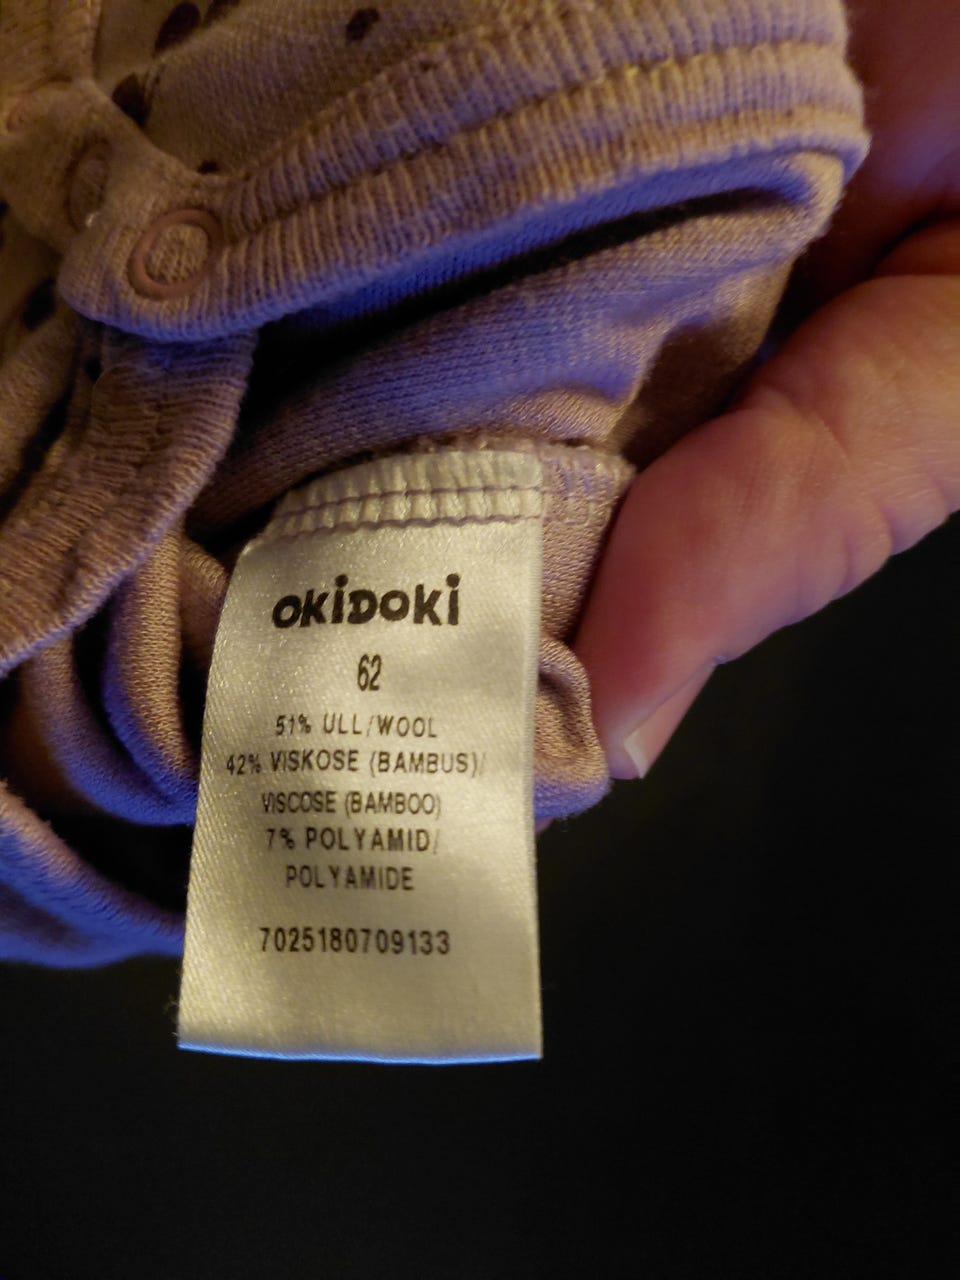 OKIDOKI
62
51% ULL/WOOL
42% VISKOSE (BAMBUS)/
VISCOSE (BAMBOO)
7% POLYAMID/
POLYAMIDE
7025180709133